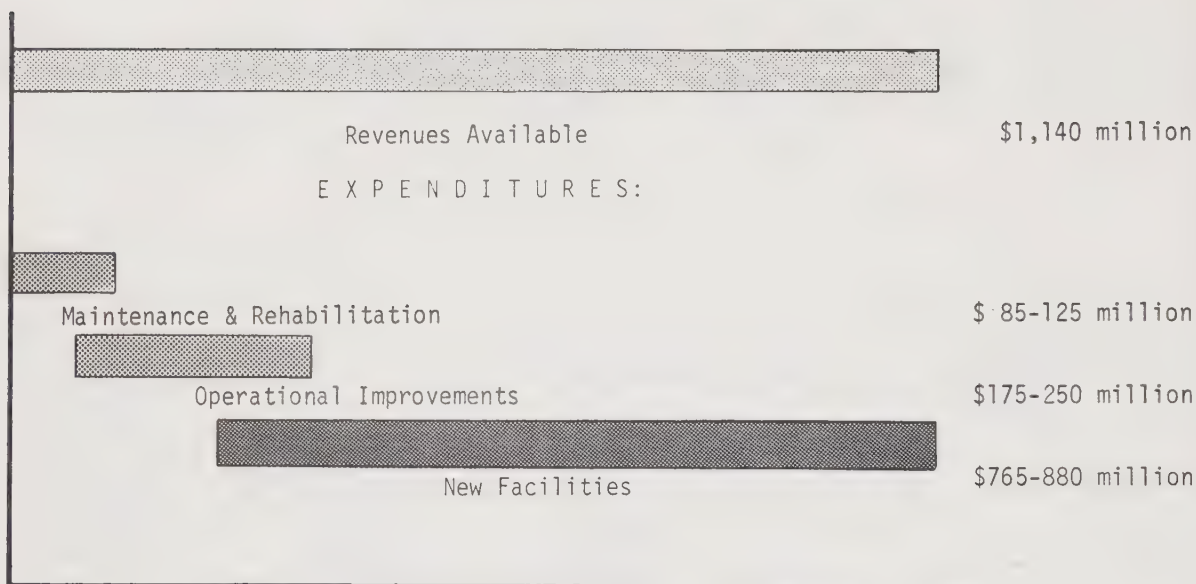 Revenues Available $1,140 million
E X P E N D I T U R E S:
Maintenance & Rehabilitation $ 85-125 million
Operational Improvements $175-250 million
New Facilities $765-880 million